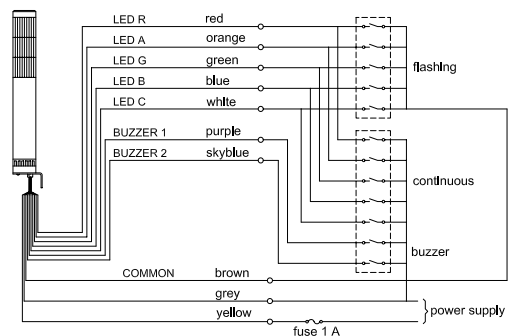 LED R red
LED A orange
LED G green
LED B blue
LED C white
flashing
BUZZER 1 purple
BUZZER 2 skyblue
continuous
buzzer
COMMON brown
grey
power supply
yellow
fuse 1 A